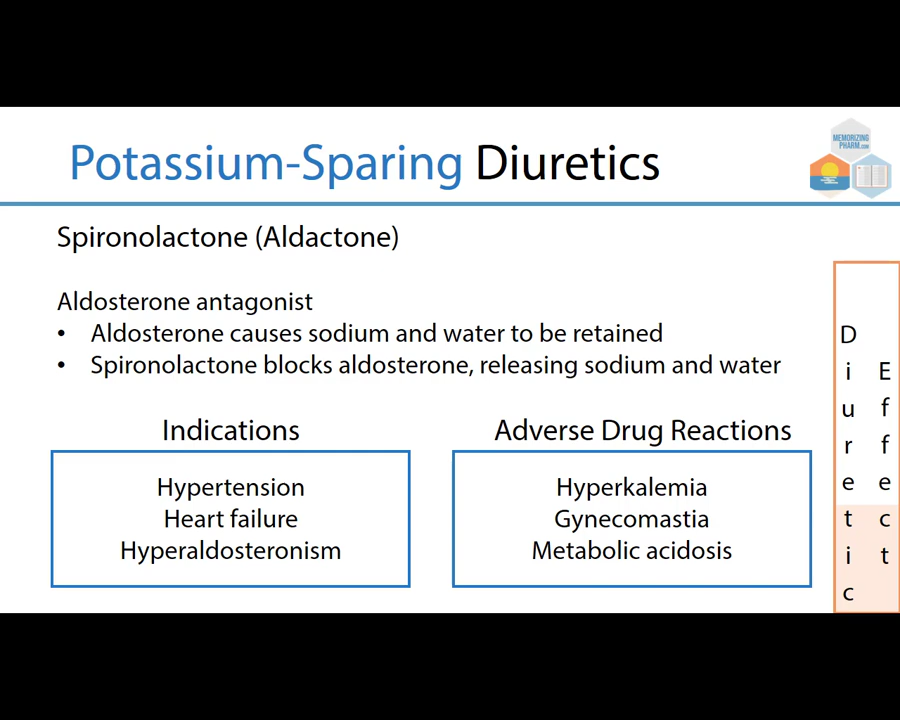 Potassium-Sparing Diuretics
MEMORIZING
PHARM.COM
Spironolactone (Aldactone)
Aldosterone antagonist
• Aldosterone causes sodium and water to be retained
• Spironolactone blocks aldosterone, releasing sodium and water
Indications
Hypertension
Heart failure
Hyperaldosteronism
Adverse Drug Reactions
Hyperkalemia
Gynecomastia
Metabolic acidosis
Diuretic
Effect